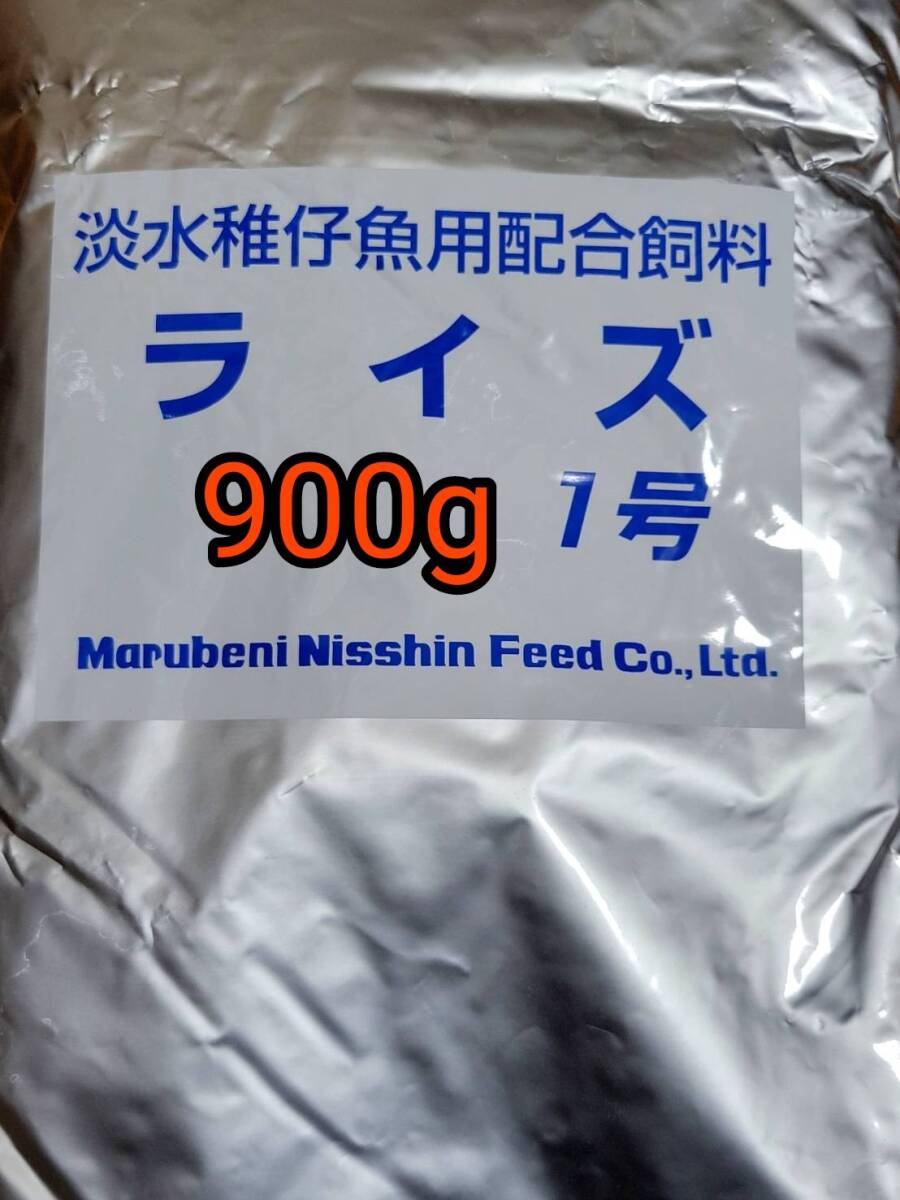 淡水稚仔魚用配合飼料
ライズ
900g 1号
Marubeni Nisshin Feed Co., Ltd.